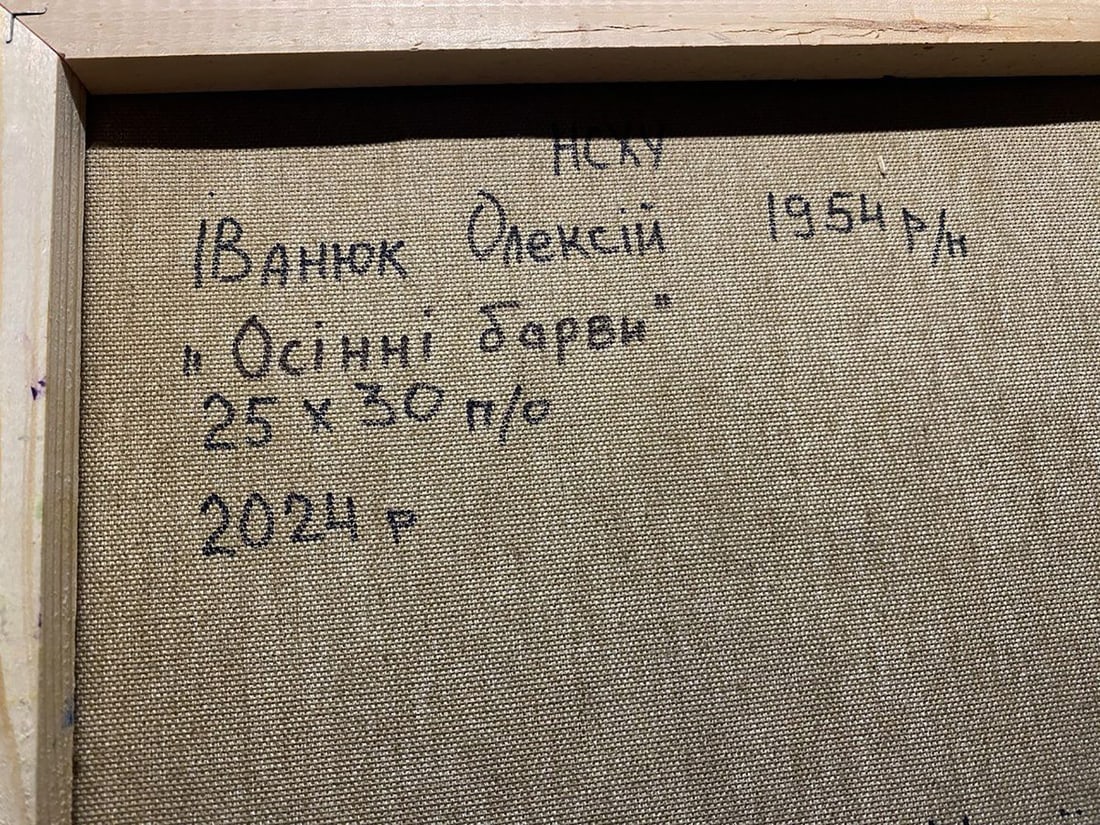 НСХУ
Іванюк Олексій 1954 р/н
„Осінні барви"
25 х 30 п/о
2024 р